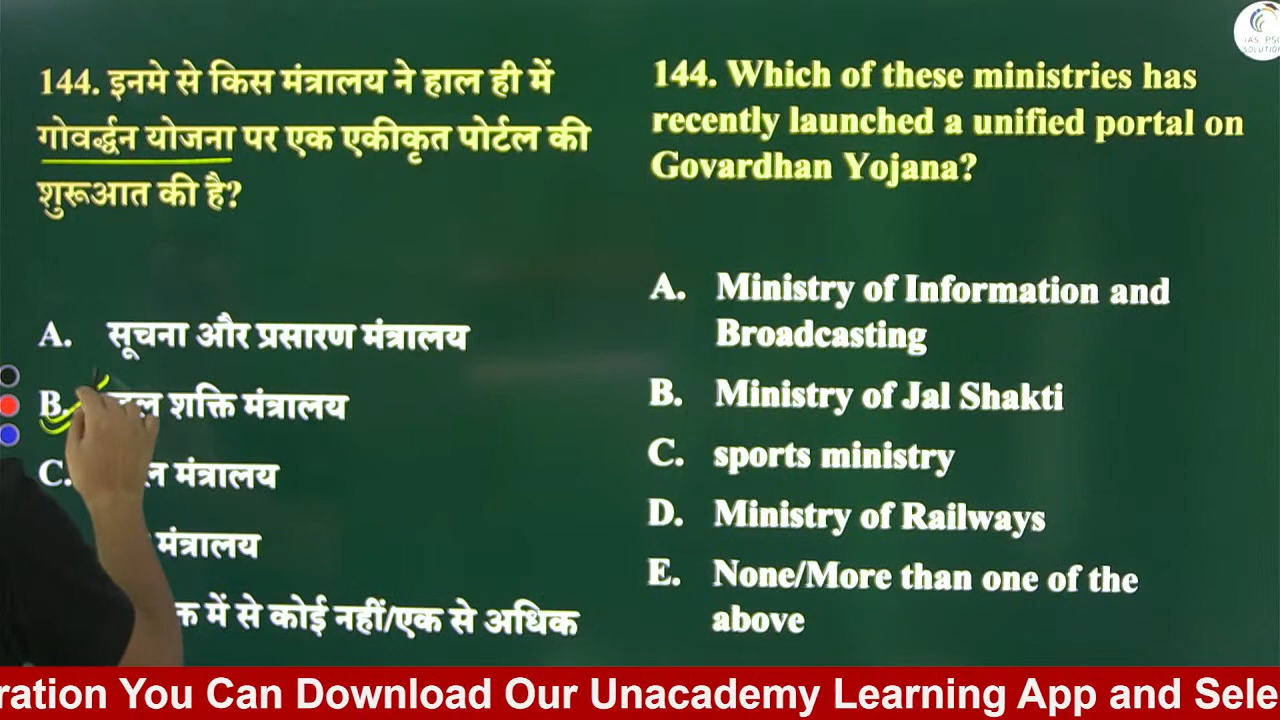 144. इनमे से किस मंत्रालय ने हाल ही में
गोवर्द्धन योजना पर एक एकीकृत पोर्टल की
शुरूआत की है?
A. सूचना और प्रसारण मंत्रालय
B. शक्ति मंत्रालय
C. मंत्रालय
मंत्रालय
में से कोई नहीं/एक से अधिक
144. Which of these ministries has
recently launched a unified portal on
Govardhan Yojana?
A. Ministry of Information and
Broadcasting
B. Ministry of Jal Shakti
C. sports ministry
D. Ministry of Railways
E. None/More than one of the
above
You Can Download Our Unacademy Learning App and